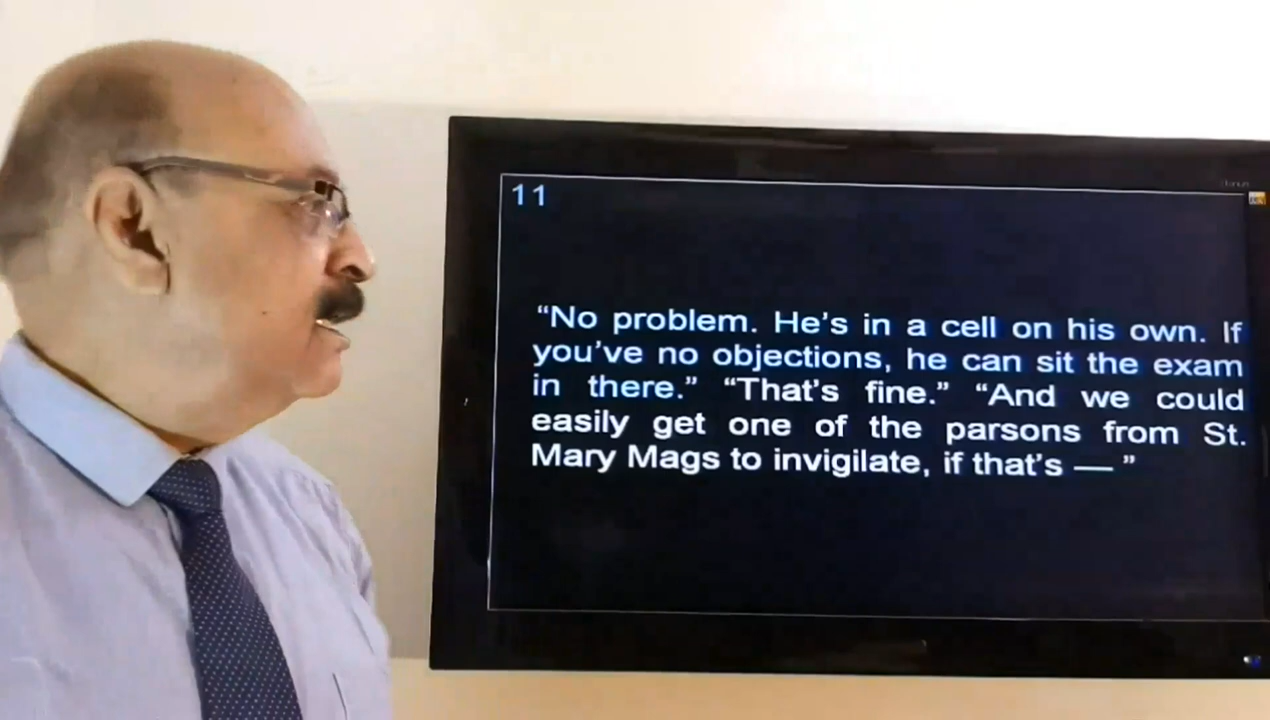 11
“No problem. He’s in a cell on his own. If
you’ve no objections, he can sit the exam
in there.” “That’s fine.” “And we could
easily get one of the parsons from St.
Mary Mags to invigilate, if that’s — ”